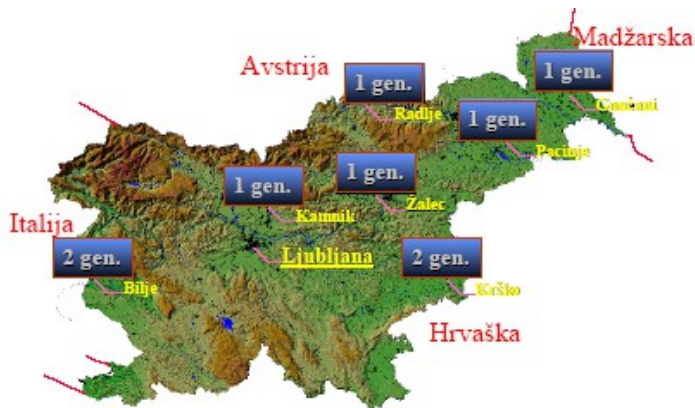 Madžarska
Avstrija
1 gen.
1 gen.
Radlje
1 gen.
Pacinje
1 gen.
Kamnik
1 gen.
Žalec
Italija
Ljubljana
2 gen.
Bilje
2 gen.
Krško
Hrvaška